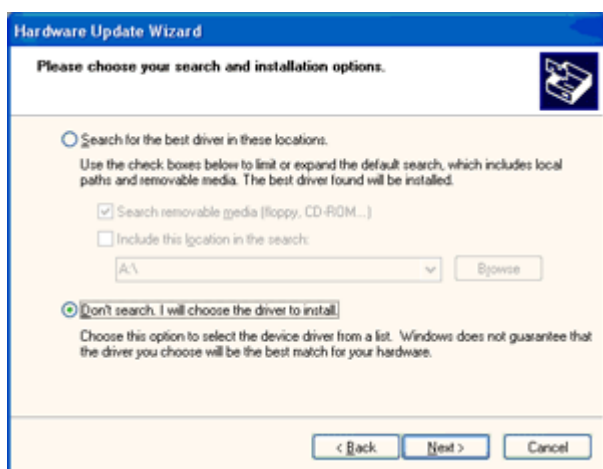 Hardware Update Wizard
Please choose your search and installation options.
Search for the best driver in these locations.
Use the check boxes below to limit or expand the default search, which includes local
paths and removable media. The best driver found will be installed.
Search removable media (floppy, CD-ROM...)
Include this location in the search:
A:\
Browse
Don't search. I will choose the driver to install.
Choose this option to select the device driver from a list. Windows does not guarantee that
the driver you choose will be the best match for your hardware.
< Back
Next >
Cancel